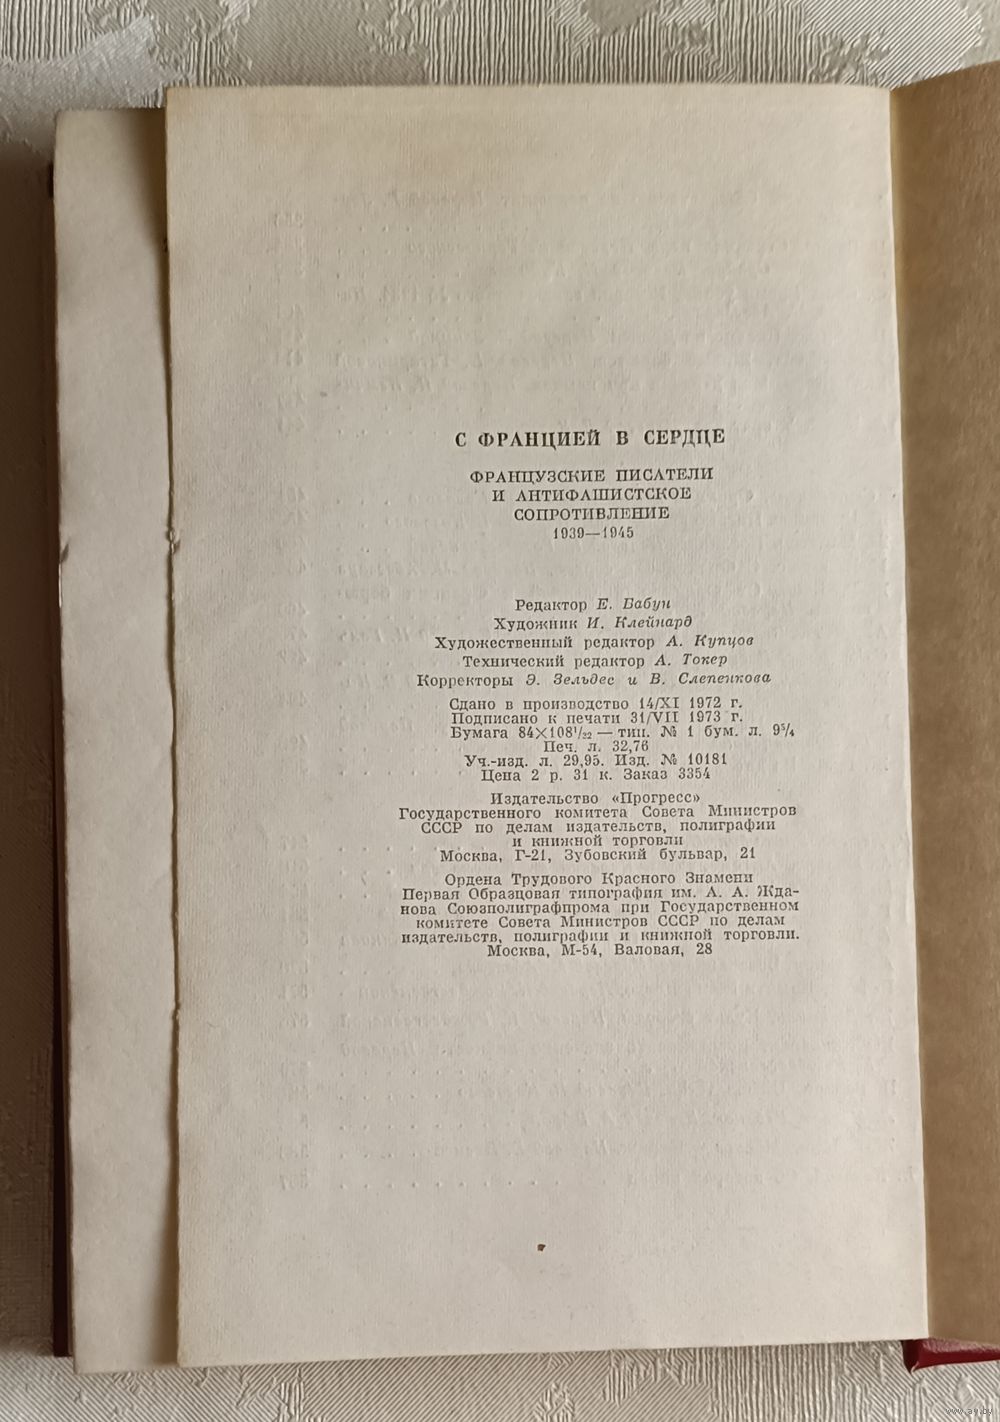 С ФРАНЦИЕЙ В СЕРДЦЕ
ФРАНЦУЗСКИЕ ПИСАТЕЛИ
И АНТИФАШИСТСКОЕ
СОПРОТИВЛЕНИЕ
1939—1945
Редактор Е. Бабун
Художник И. Клейнард
Художественный редактор А. Купцов
Технический редактор А. Токер
Корректоры Э. Зельдес и В. Слепенкова
Сдано в производство 14/XI 1972 г.
Подписано к печати 31/VII 1973 г.
Бумага 84×108¹/₃₂ — тип. № 1 бум. л. 9³/₄
Печ. л. 32,76
Уч.-изд. л. 29,95. Изд. № 10181
Цена 2 р. 31 к. Заказ 3354
Издательство «Прогресс»
Государственного комитета Совета Министров
СССР по делам издательств, полиграфии
и книжной торговли
Москва, Г-21, Зубовский бульвар, 21
Ордена Трудового Красного Знамени
Первая Образцовая типография им. А. А. Жда-
нова Союзполиграфпрома при Государственном
комитете Совета Министров СССР по делам
издательств, полиграфии и книжной торговли.
Москва, М-54, Валовая, 28
www.ay.by